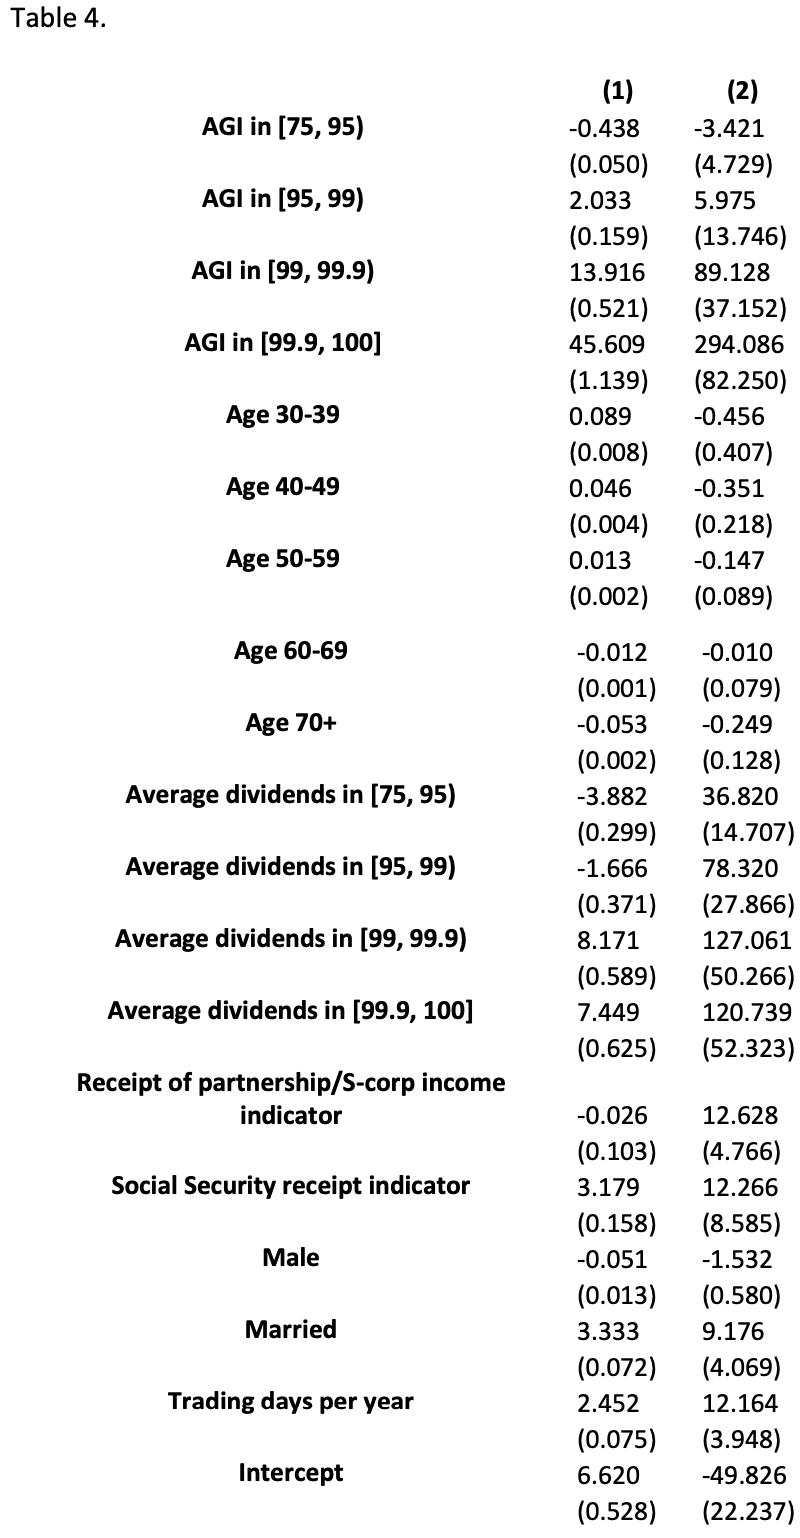 Table 4.
(1) (2)
AGI in [75, 95) -0.438 -3.421
(0.050) (4.729)
AGI in [95, 99) 2.033 5.975
(0.159) (13.746)
AGI in [99, 99.9) 13.916 89.128
(0.521) (37.152)
AGI in [99.9, 100] 45.609 294.086
(1.139) (82.250)
Age 30-39 0.089 -0.456
(0.008) (0.407)
Age 40-49 0.046 -0.351
(0.004) (0.218)
Age 50-59 0.013 -0.147
(0.002) (0.089)
Age 60-69 -0.012 -0.010
(0.001) (0.079)
Age 70+ -0.053 -0.249
(0.002) (0.128)
Average dividends in [75, 95) -3.882 36.820
(0.299) (14.707)
Average dividends in [95, 99) -1.666 78.320
(0.371) (27.866)
Average dividends in [99, 99.9) 8.171 127.061
(0.589) (50.266)
Average dividends in [99.9, 100] 7.449 120.739
(0.625) (52.323)
Receipt of partnership/S-corp income
indicator -0.026 12.628
(0.103) (4.766)
Social Security receipt indicator 3.179 12.266
(0.158) (8.585)
Male -0.051 -1.532
(0.013) (0.580)
Married 3.333 9.176
(0.072) (4.069)
Trading days per year 2.452 12.164
(0.075) (3.948)
Intercept 6.620 -49.826
(0.528) (22.237)